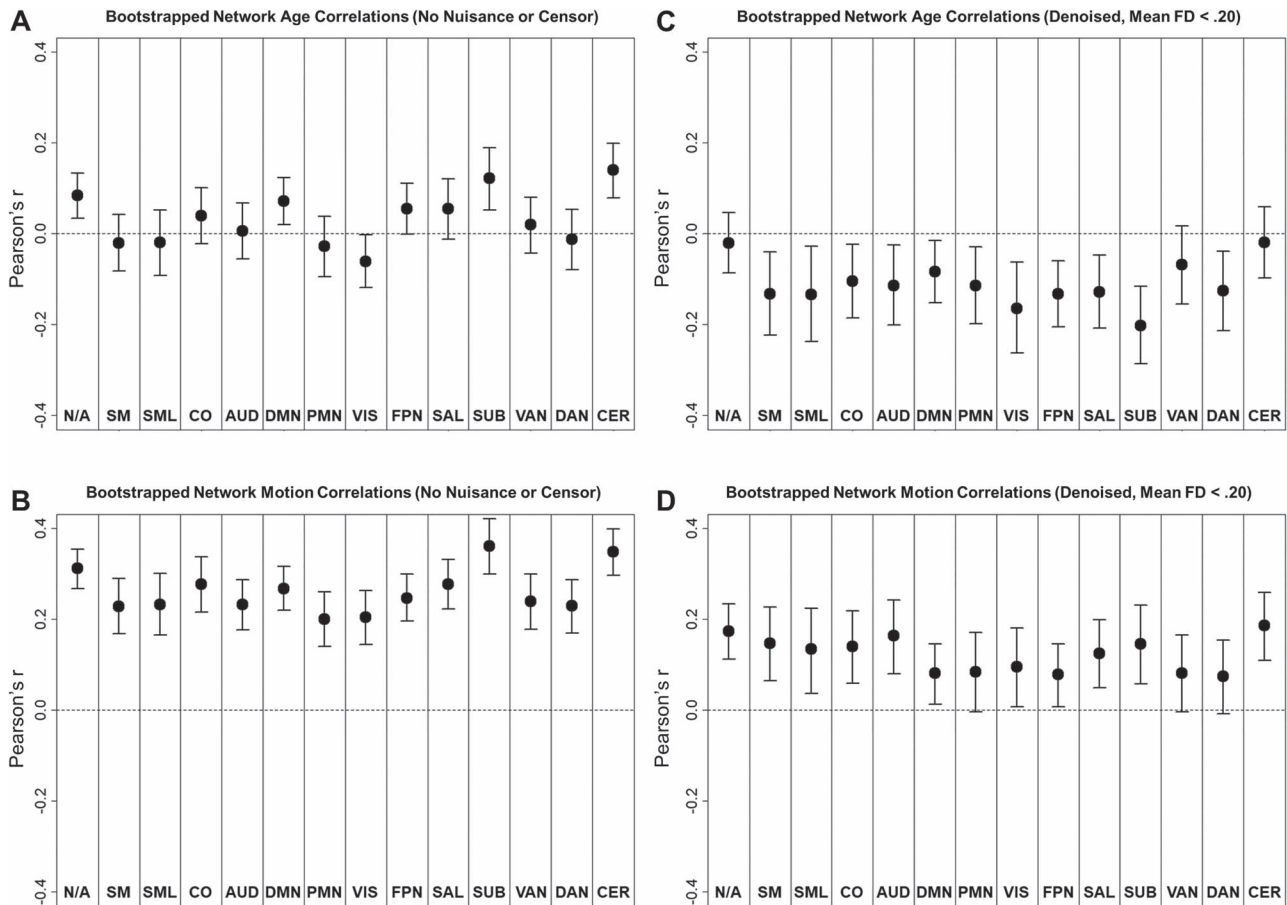 A
Bootstrapped Network Age Correlations (No Nuisance or Censor)
Pearson's r
0.4
0.2
0.0
-0.2
-0.4
N/A SM SML CO AUD DMN PMN VIS FPN SAL SUB VAN DAN CER
B
Bootstrapped Network Motion Correlations (No Nuisance or Censor)
Pearson's r
0.4
0.2
0.0
-0.2
-0.4
N/A SM SML CO AUD DMN PMN VIS FPN SAL SUB VAN DAN CER
C
Bootstrapped Network Age Correlations (Denoised, Mean FD < .20)
Pearson's r
0.4
0.2
0.0
-0.2
-0.4
N/A SM SML CO AUD DMN PMN VIS FPN SAL SUB VAN DAN CER
D
Bootstrapped Network Motion Correlations (Denoised, Mean FD < .20)
Pearson's r
0.4
0.2
0.0
-0.2
-0.4
N/A SM SML CO AUD DMN PMN VIS FPN SAL SUB VAN DAN CER